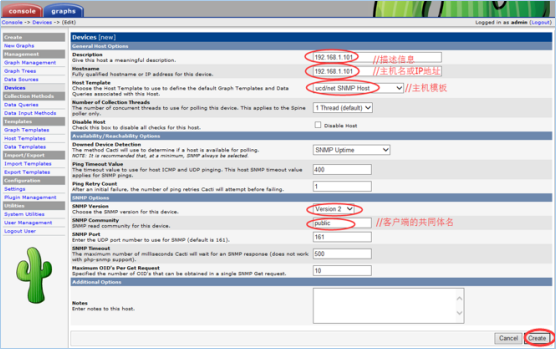 console graphs
Console -> Devices -> (Edit) Logged in as admin (Logout)
Create
New Graphs
Management
Graph Management
Graph Trees
Data Sources
Devices
Collection Methods
Data Queries
Data Input Methods
Templates
Graph Templates
Host Templates
Data Templates
Import/Export
Import Templates
Export Templates
Configuration
Settings
Plugin Management
Utilities
System Utilities
User Management
Logout User
Devices [new]
General Host Options
Description
Give this host a meaningful description.
192.168.1.101 //描述信息
Hostname
Fully qualified hostname or IP address for this device.
192.168.1.101 //主机名或IP地址
Host Template
Choose the Host Template to use to define the default Graph Templates and Data
Queries associated with this Host.
ucd/net SNMP Host //主机模板
Number of Collection Threads
The number of concurrent threads to use for polling this device. This applies to the Spine
poller only.
1 Thread (default)
Disable Host
Check this box to disable all checks for this host.
Disable Host
Availability/Reachability Options
Downed Device Detection
The method Cacti will use to determine if a host is available for polling.
NOTE: It is recommended that, at a minimum, SNMP always be selected.
SNMP Uptime
Ping Timeout Value
The timeout value to use for host ICMP and UDP pinging. This host SNMP timeout value
applies for SNMP pings.
400
Ping Retry Count
After an initial failure, the number of ping retries Cacti will attempt before failing.
1
SNMP Options
SNMP Version
Choose the SNMP version for this device.
Version 2
SNMP Community
SNMP read community for this device.
public //客户端的共同体名
SNMP Port
Enter the UDP port number to use for SNMP (default is 161).
161
SNMP Timeout
The maximum number of milliseconds Cacti will wait for an SNMP response (does not work
with php-snmp support).
500
Maximum OID's Per Get Request
Specified the number of OID's that can be obtained in a single SNMP Get request.
10
Additional Options
Notes
Enter notes to this host.
Cancel Create